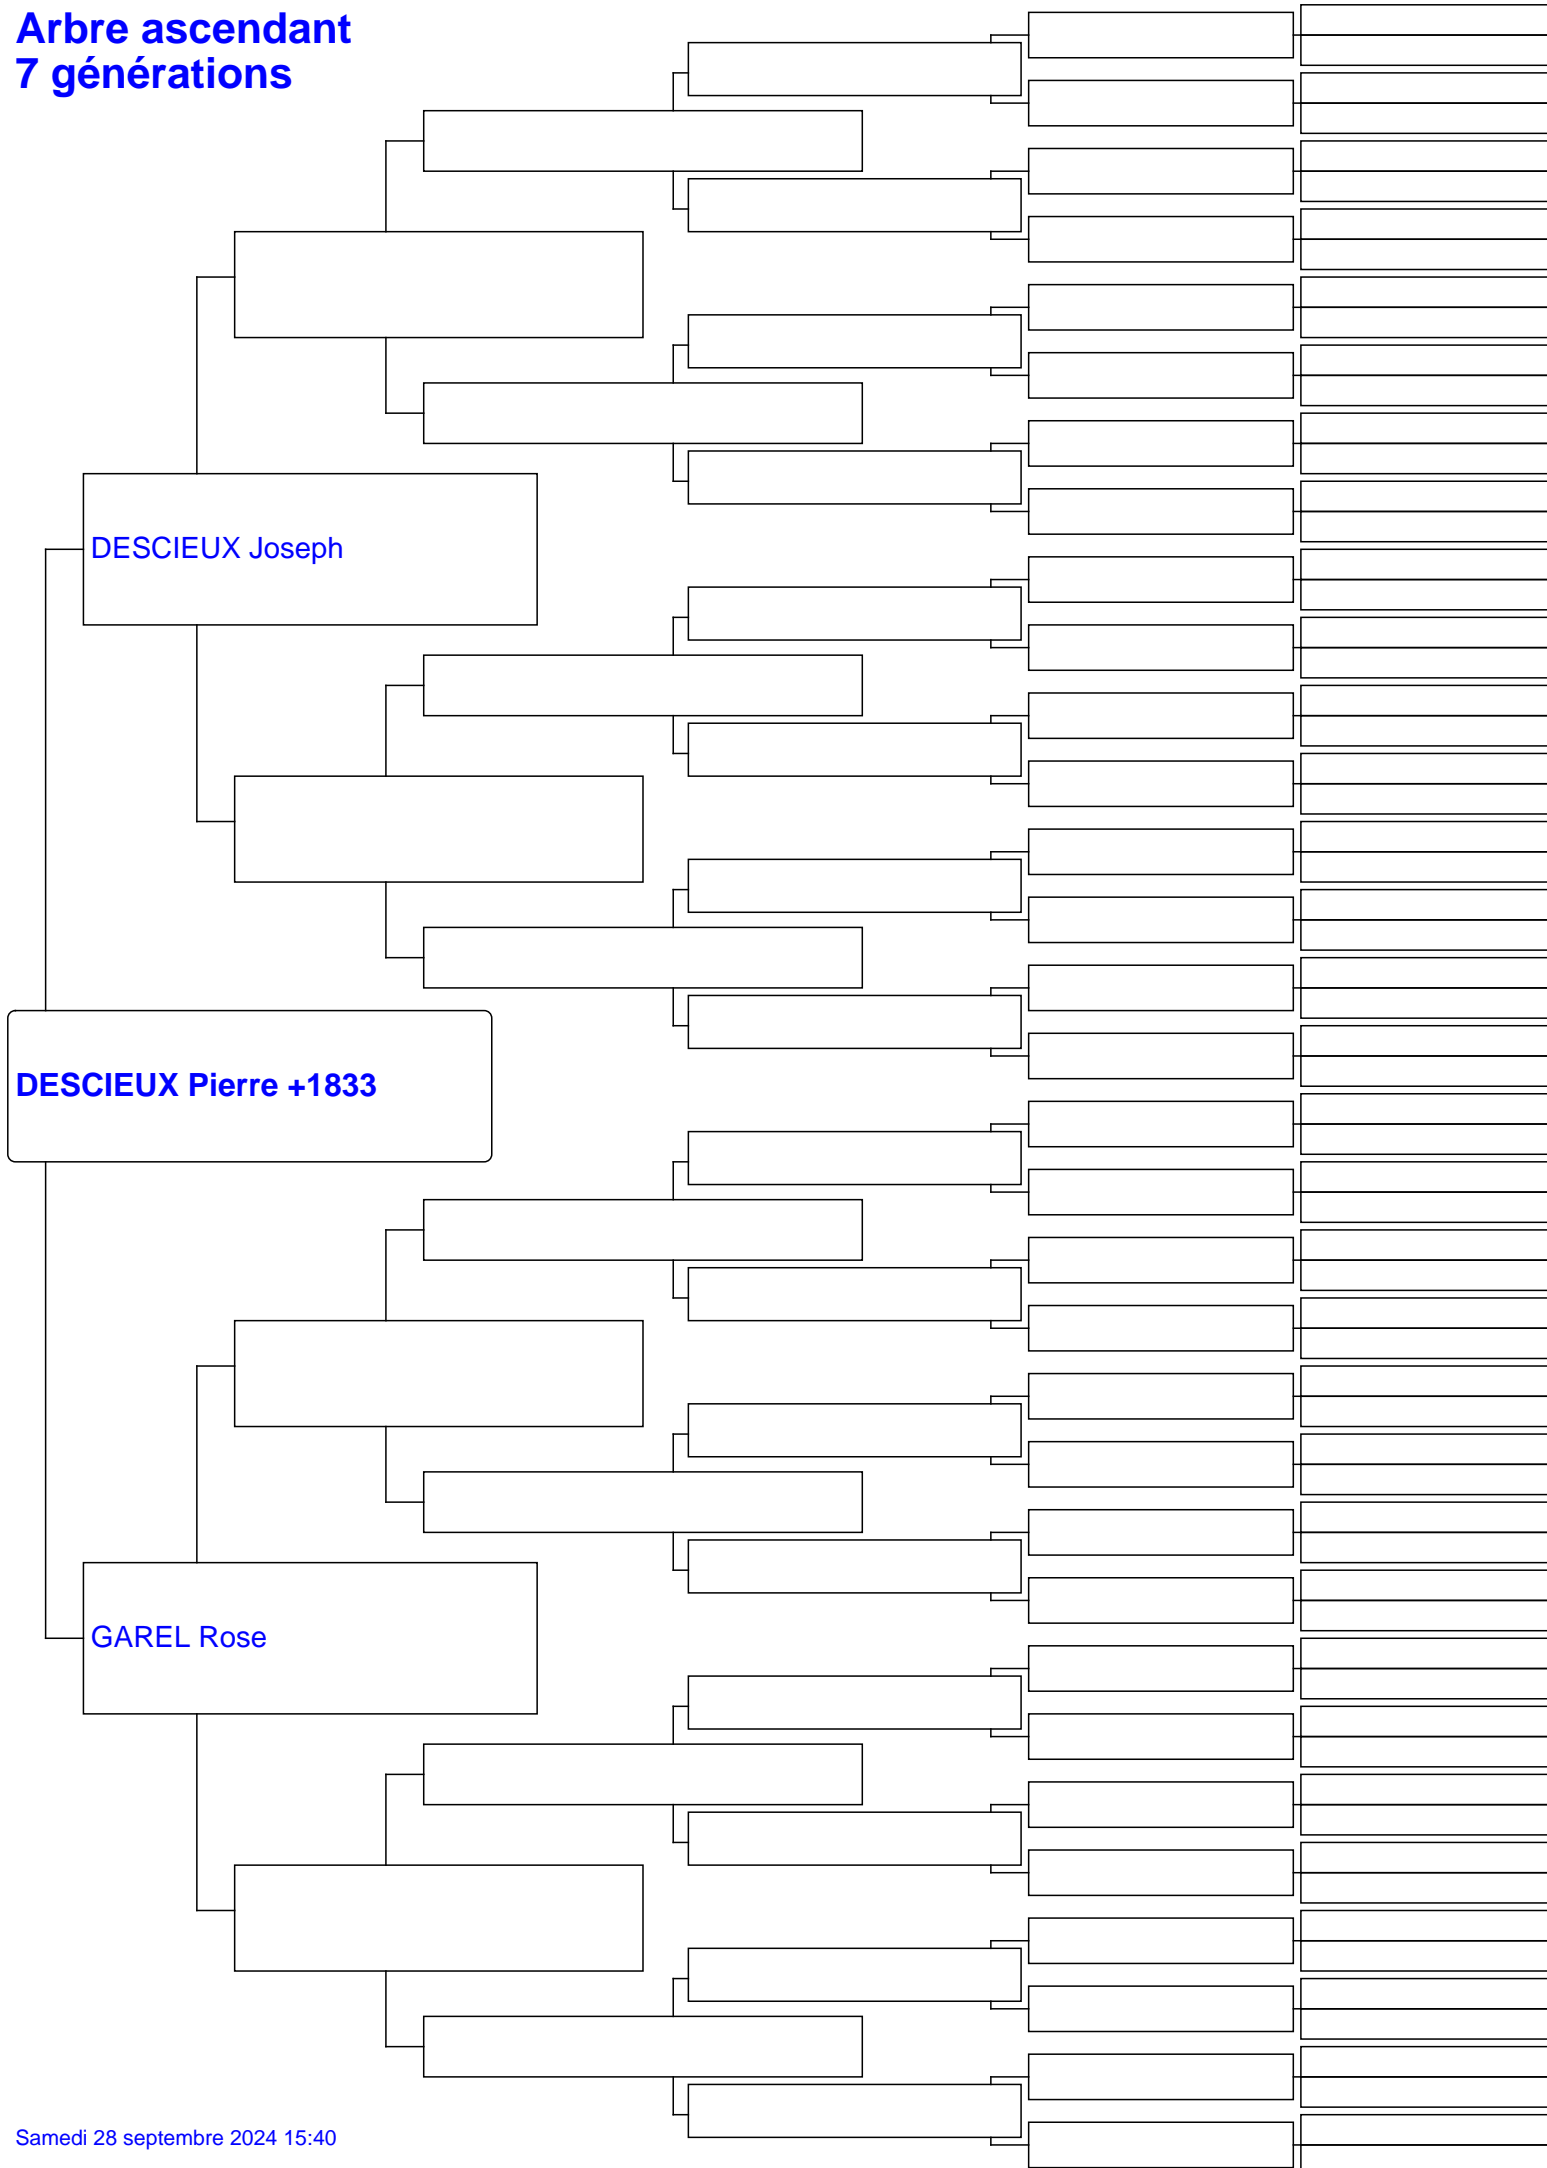 Arbre ascendant
7 générations
DESCIEUX Joseph
DESCIEUX Pierre +1833
GAREL Rose
Samedi 28 septembre 2024 15:40